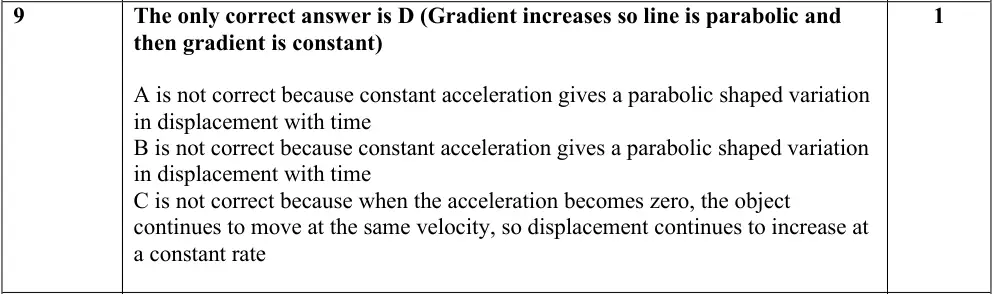 9 The only correct answer is D (Gradient increases so line is parabolic and 1
then gradient is constant)
A is not correct because constant acceleration gives a parabolic shaped variation
in displacement with time
B is not correct because constant acceleration gives a parabolic shaped variation
in displacement with time
C is not correct because when the acceleration becomes zero, the object
continues to move at the same velocity, so displacement continues to increase at
a constant rate